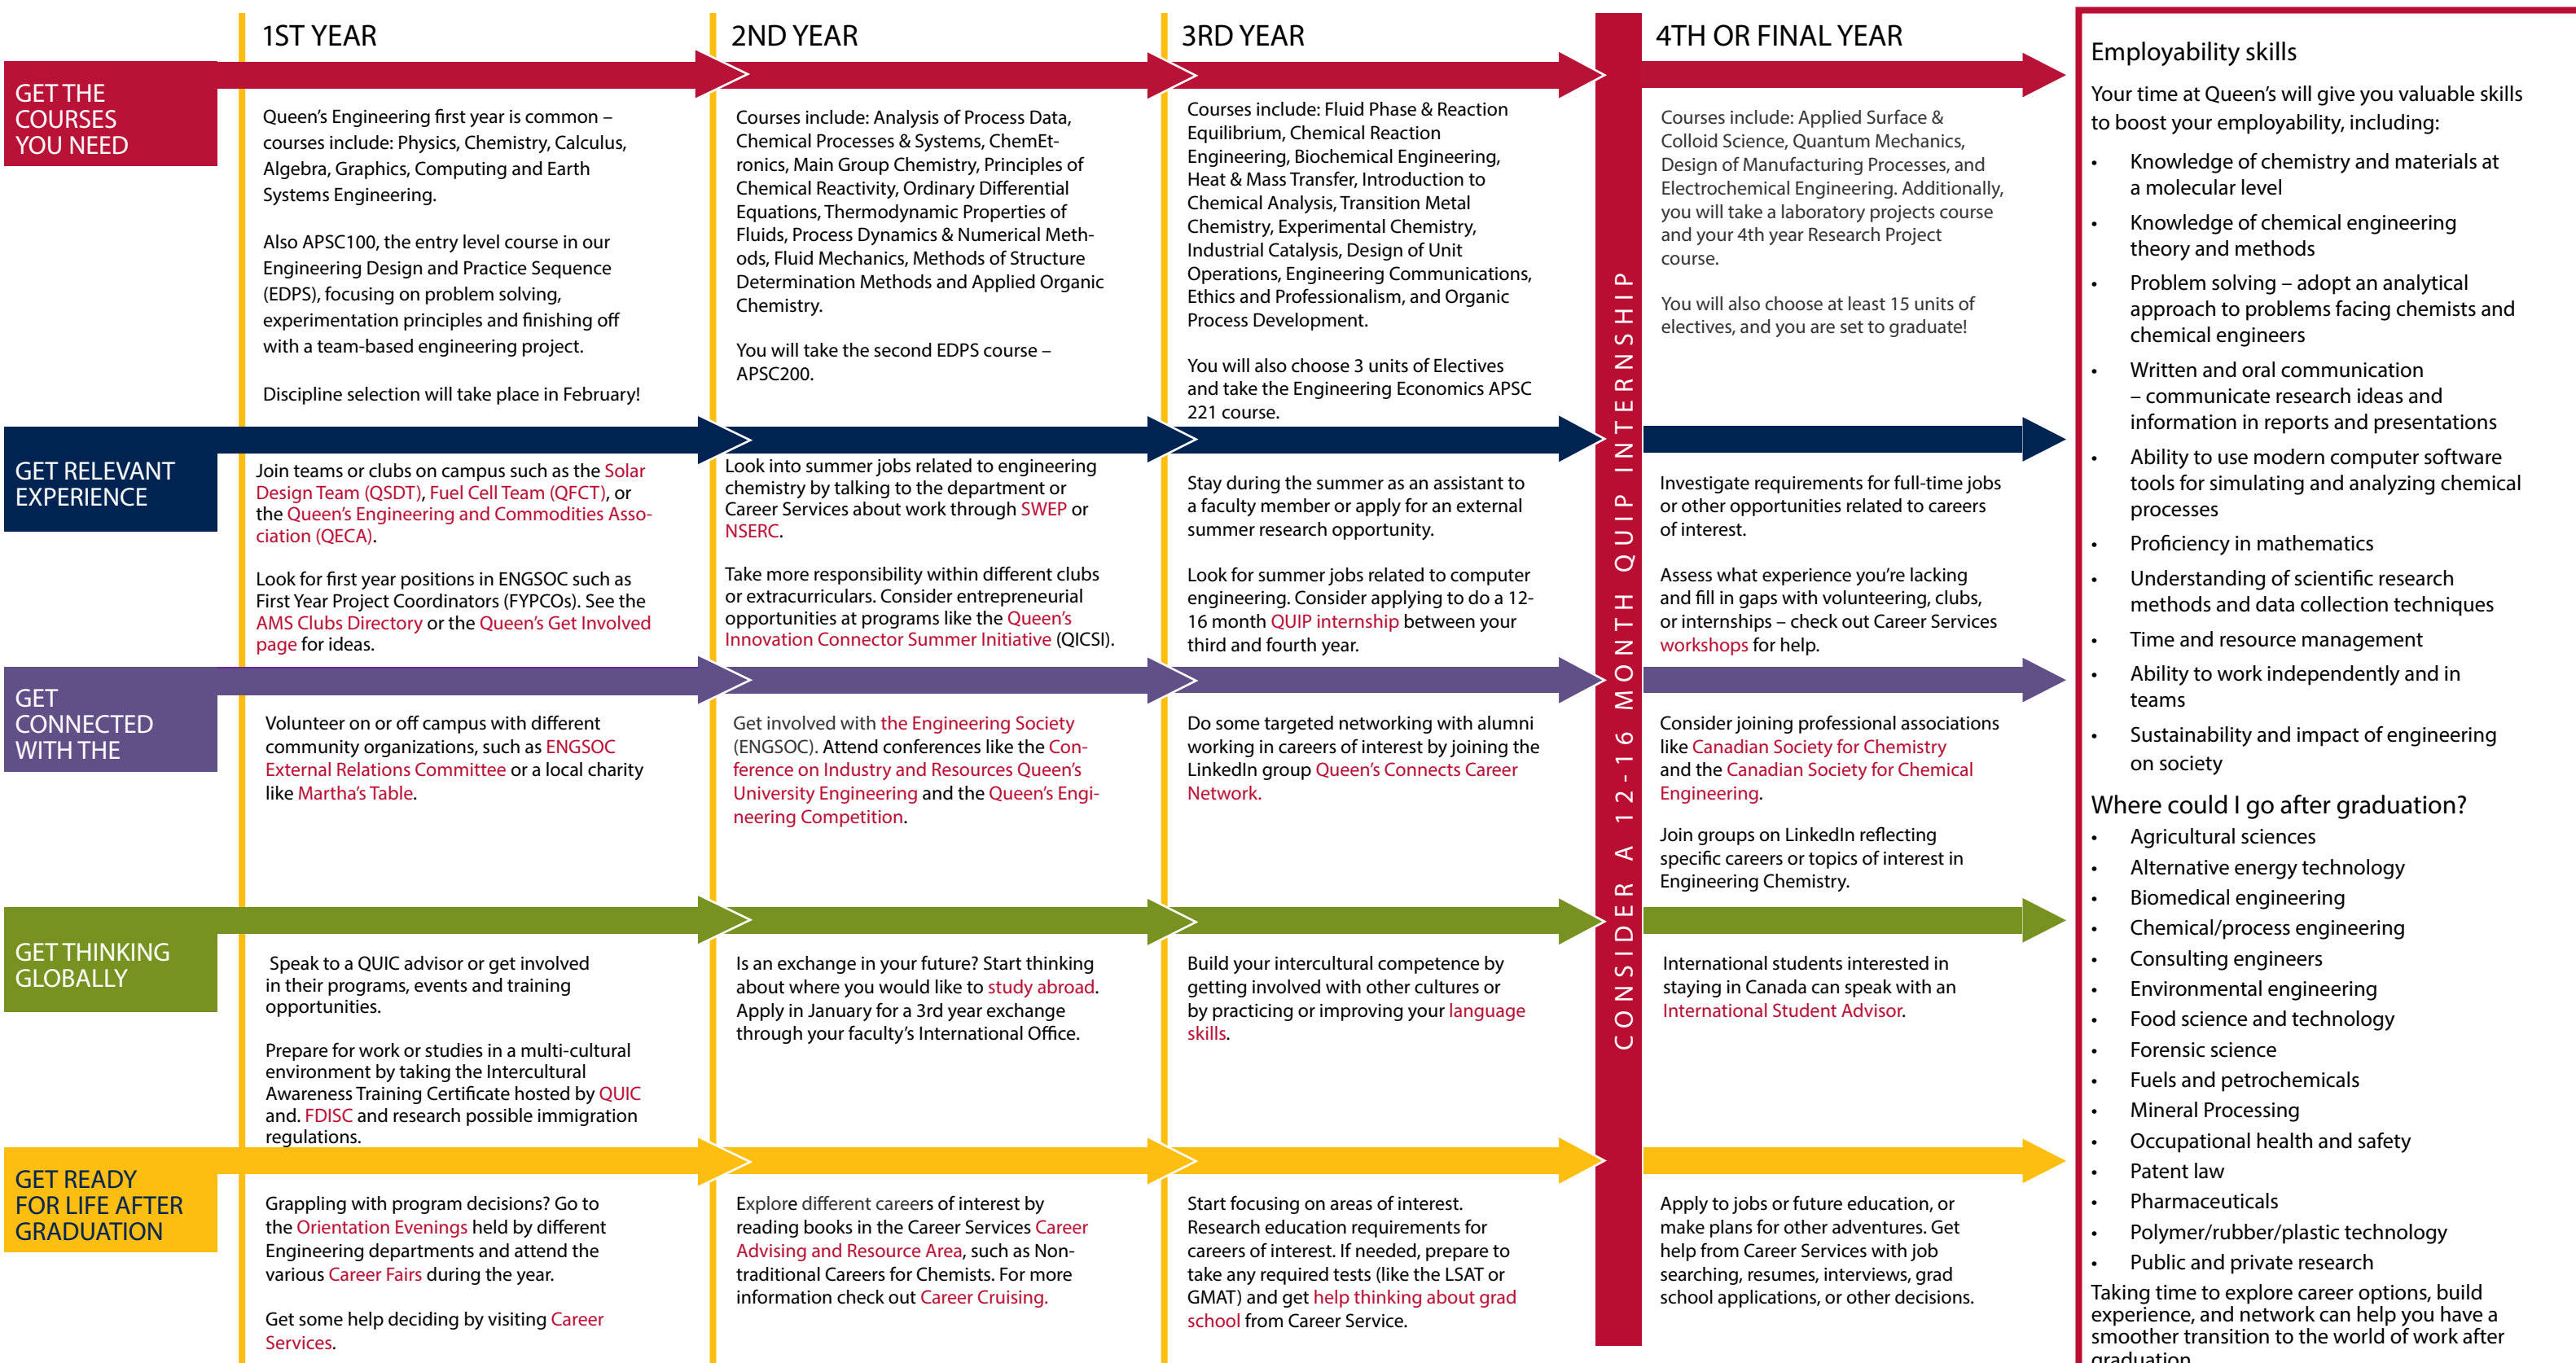 1ST YEAR
2ND YEAR
3RD YEAR
4TH OR FINAL YEAR
GET THE
COURSES
YOU NEED
Queen's Engineering first year is common –
courses include: Physics, Chemistry, Calculus,
Algebra, Graphics, Computing and Earth
Systems Engineering.
Also APSC100, the entry level course in our
Engineering Design and Practice Sequence
(EDPS), focusing on problem solving,
experimentation principles and finishing off
with a team-based engineering project.
Discipline selection will take place in February!
Courses include: Analysis of Process Data,
Chemical Processes & Systems, ChemEt-
ronics, Main Group Chemistry, Principles of
Chemical Reactivity, Ordinary Differential
Equations, Thermodynamic Properties of
Fluids, Process Dynamics & Numerical Meth-
ods, Fluid Mechanics, Methods of Structure
Determination Methods and Applied Organic
Chemistry.
You will take the second EDPS course –
APSC200.
Courses include: Fluid Phase & Reaction
Equilibrium, Chemical Reaction
Engineering, Biochemical Engineering,
Heat & Mass Transfer, Introduction to
Chemical Analysis, Transition Metal
Chemistry, Experimental Chemistry,
Industrial Catalysis, Design of Unit
Operations, Engineering Communications,
Ethics and Professionalism, and Organic
Process Development.
You will also choose 3 units of Electives
and take the Engineering Economics APSC
221 course.
Courses include: Applied Surface &
Colloid Science, Quantum Mechanics,
Design of Manufacturing Processes, and
Electrochemical Engineering. Additionally,
you will take a laboratory projects course
and your 4th year Research Project
course.
You will also choose at least 15 units of
electives, and you are set to graduate!
GET RELEVANT
EXPERIENCE
Join teams or clubs on campus such as the Solar
Design Team (QSDT), Fuel Cell Team (QFCT), or
the Queen's Engineering and Commodities Asso-
ciation (QECA).
Look for first year positions in ENGSOC such as
First Year Project Coordinators (FYPCOs). See the
AMS Clubs Directory or the Queen's Get Involved
page for ideas.
Look into summer jobs related to engineering
chemistry by talking to the department or
Career Services about work through SWEP or
NSERC.
Take more responsibility within different clubs
or extracurriculars. Consider entrepreneurial
opportunities at programs like the Queen's
Innovation Connector Summer Initiative (QICSI).
Stay during the summer as an assistant to
a faculty member or apply for an external
summer research opportunity.
Look for summer jobs related to computer
engineering. Consider applying to do a 12-
16 month QUIP internship between your
third and fourth year.
Investigate requirements for full-time jobs
or other opportunities related to careers
of interest.
Assess what experience you're lacking
and fill in gaps with volunteering, clubs,
or internships – check out Career Services
workshops for help.
GET
CONNECTED
WITH THE
Volunteer on or off campus with different
community organizations, such as ENGSOC
External Relations Committee or a local charity
like Martha's Table.
Get involved with the Engineering Society
(ENGSOC). Attend conferences like the Con-
ference on Industry and Resources Queen's
University Engineering and the Queen's Engi-
neering Competition.
Do some targeted networking with alumni
working in careers of interest by joining the
LinkedIn group Queen's Connects Career
Network.
Consider joining professional associations
like Canadian Society for Chemistry
and the Canadian Society for Chemical
Engineering.
Join groups on LinkedIn reflecting
specific careers or topics of interest in
Engineering Chemistry.
GET THINKING
GLOBALLY
Speak to a QUIC advisor or get involved
in their programs, events and training
opportunities.
Prepare for work or studies in a multi-cultural
environment by taking the Intercultural
Awareness Training Certificate hosted by QUIC
and. FDISC and research possible immigration
regulations.
Is an exchange in your future? Start thinking
about where you would like to study abroad.
Apply in January for a 3rd year exchange
through your faculty's International Office.
Build your intercultural competence by
getting involved with other cultures or
by practicing or improving your language
skills.
International students interested in
staying in Canada can speak with an
International Student Advisor.
GET READY
FOR LIFE AFTER
GRADUATION
Grappling with program decisions? Go to
the Orientation Evenings held by different
Engineering departments and attend the
various Career Fairs during the year.
Get some help deciding by visiting Career
Services.
Explore different careers of interest by
reading books in the Career Services Career
Advising and Resource Area, such as Non-
traditional Careers for Chemists. For more
information check out Career Cruising.
Start focusing on areas of interest.
Research education requirements for
careers of interest. If needed, prepare to
take any required tests (like the LSAT or
GMAT) and get help thinking about grad
school from Career Service.
Apply to jobs or future education, or
make plans for other adventures. Get
help from Career Services with job
searching, resumes, interviews, grad
school applications, or other decisions.
CONSIDER A 12-16 MONTH QUIP INTERNSHIP
Employability skills
Your time at Queen's will give you valuable skills
to boost your employability, including:
• Knowledge of chemistry and materials at
a molecular level
• Knowledge of chemical engineering
theory and methods
• Problem solving – adopt an analytical
approach to problems facing chemists and
chemical engineers
• Written and oral communication
– communicate research ideas and
information in reports and presentations
• Ability to use modern computer software
tools for simulating and analyzing chemical
processes
• Proficiency in mathematics
• Understanding of scientific research
methods and data collection techniques
• Time and resource management
• Ability to work independently and in
teams
• Sustainability and impact of engineering
on society
Where could I go after graduation?
• Agricultural sciences
• Alternative energy technology
• Biomedical engineering
• Chemical/process engineering
• Consulting engineers
• Environmental engineering
• Food science and technology
• Forensic science
• Fuels and petrochemicals
• Mineral Processing
• Occupational health and safety
• Patent law
• Pharmaceuticals
• Polymer/rubber/plastic technology
• Public and private research
Taking time to explore career options, build
experience, and network can help you have a
smoother transition to the world of work after
graduation